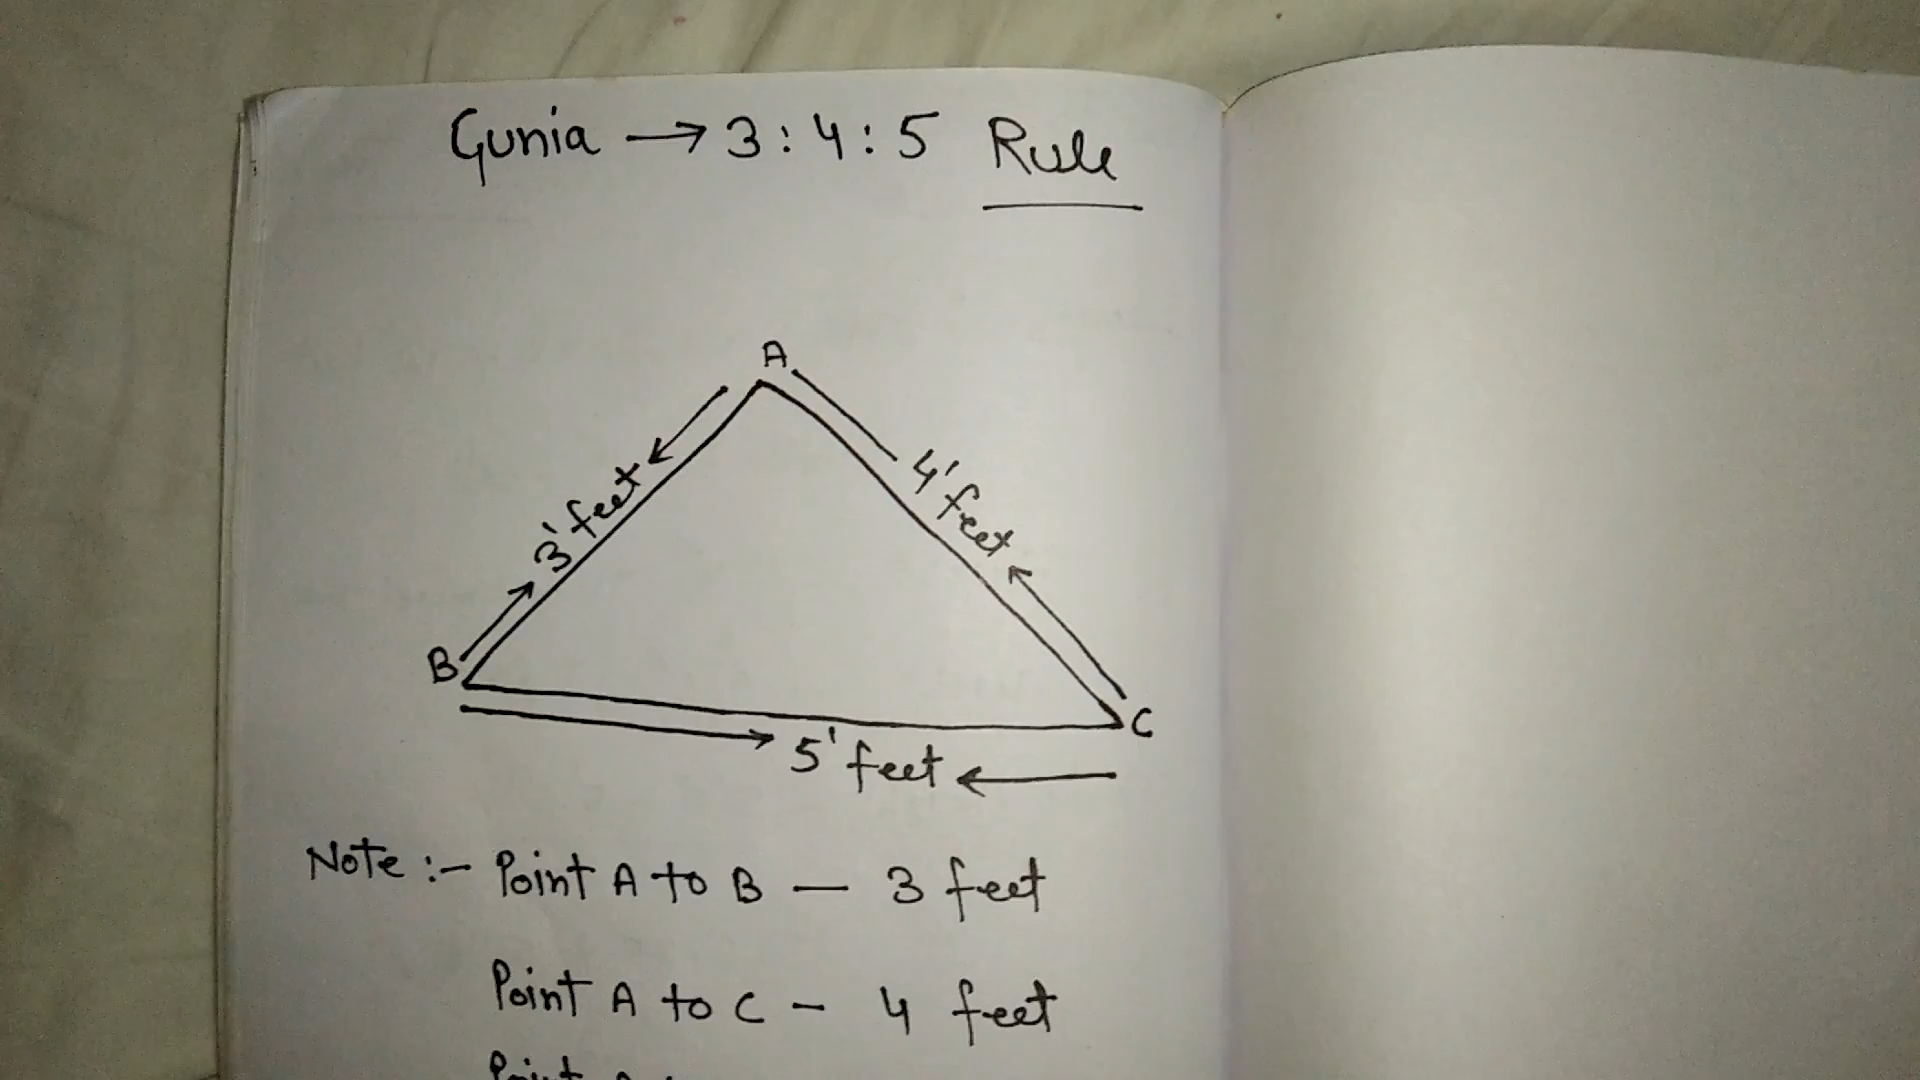 Gunia → 3 : 4 : 5 Rule
A
3' feet
4' feet
B
C
5' feet
Note :- Point A to B — 3 feet
Point A to C - 4 feet
Point